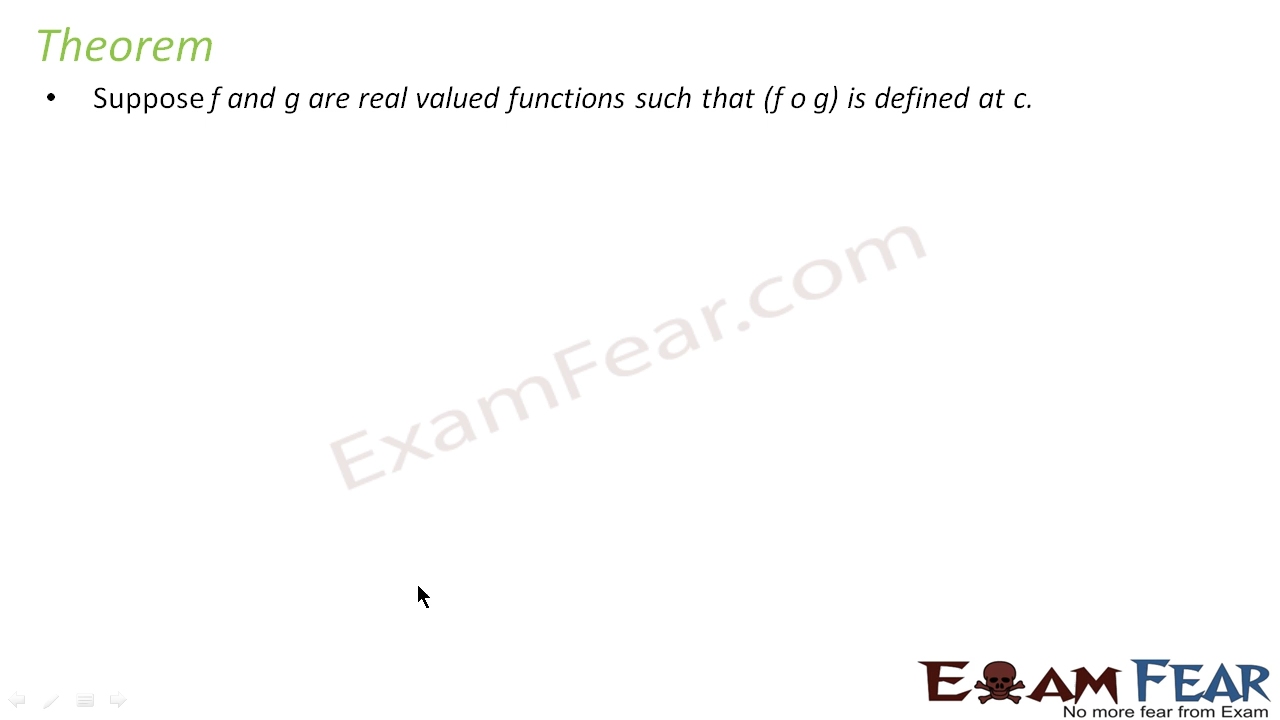 Theorem
• Suppose f and g are real valued functions such that (f o g) is defined at c.
ExamFear.com
EXAM FEAR
No more fear from Exam